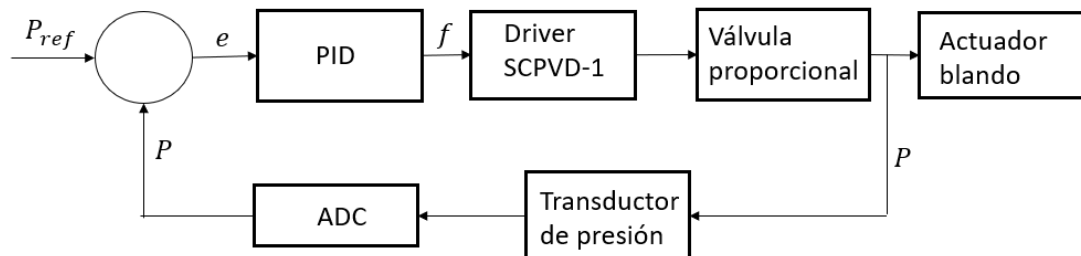 P_ref
e
PID
f
Driver
SCPVD-1
Válvula
proporcional
Actuador
blando
P
P
ADC
Transductor
de presión